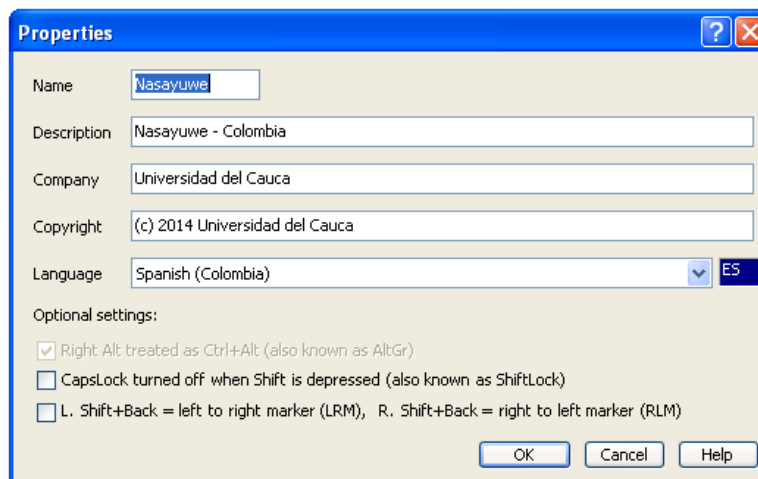 Properties
Name Nasayuwe
Description Nasayuwe - Colombia
Company Universidad del Cauca
Copyright (c) 2014 Universidad del Cauca
Language Spanish (Colombia) ES
Optional settings:
Right Alt treated as Ctrl+Alt (also known as AltGr)
CapsLock turned off when Shift is depressed (also known as ShiftLock)
L. Shift+Back = left to right marker (LRM), R. Shift+Back = right to left marker (RLM)
OK Cancel Help